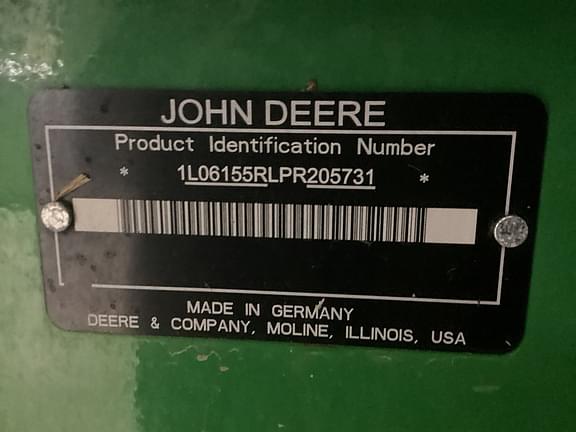 JOHN DEERE
Product Identification Number
* 1L06155RLPR205731 *
MADE IN GERMANY
DEERE & COMPANY, MOLINE, ILLINOIS, USA